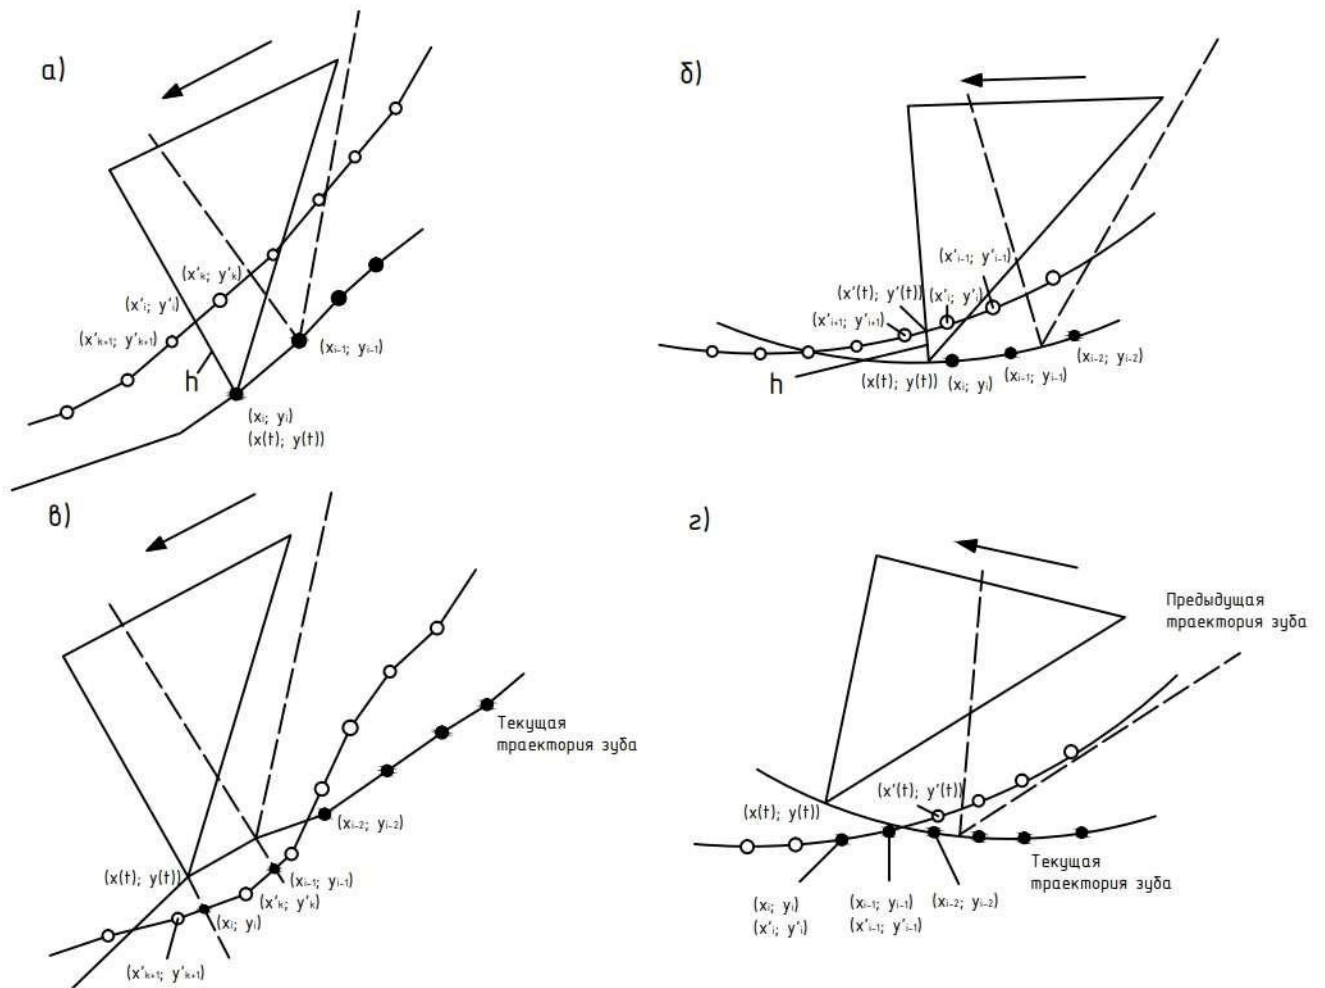 а)
(x'k; y'k)
(x'i; y'i)
(x'k+1; y'k+1)
h
(xi-1; yi-1)
(xi; yi)
(x(t); y(t))
б)
(x'i-1; y'i-1)
(x'(t); y'(t))
(x'i; y'i)
(x'i+1; y'i+1)
h
(x(t); y(t))
(xi; yi)
(xi-1; yi-1)
(xi-2; yi-2)
в)
Текущая
траектория зуба
(xi-2; yi-2)
(x(t); y(t))
(xi-1; yi-1)
(x'k; y'k)
(xi; yi)
(x'k+1; y'k+1)
г)
Предыдущая
траектория зуба
(x'(t); y'(t))
(x(t); y(t))
Текущая
траектория зуба
(xi; yi)
(x'i; y'i)
(xi-1; yi-1)
(x'i-1; y'i-1)
(xi-2; yi-2)